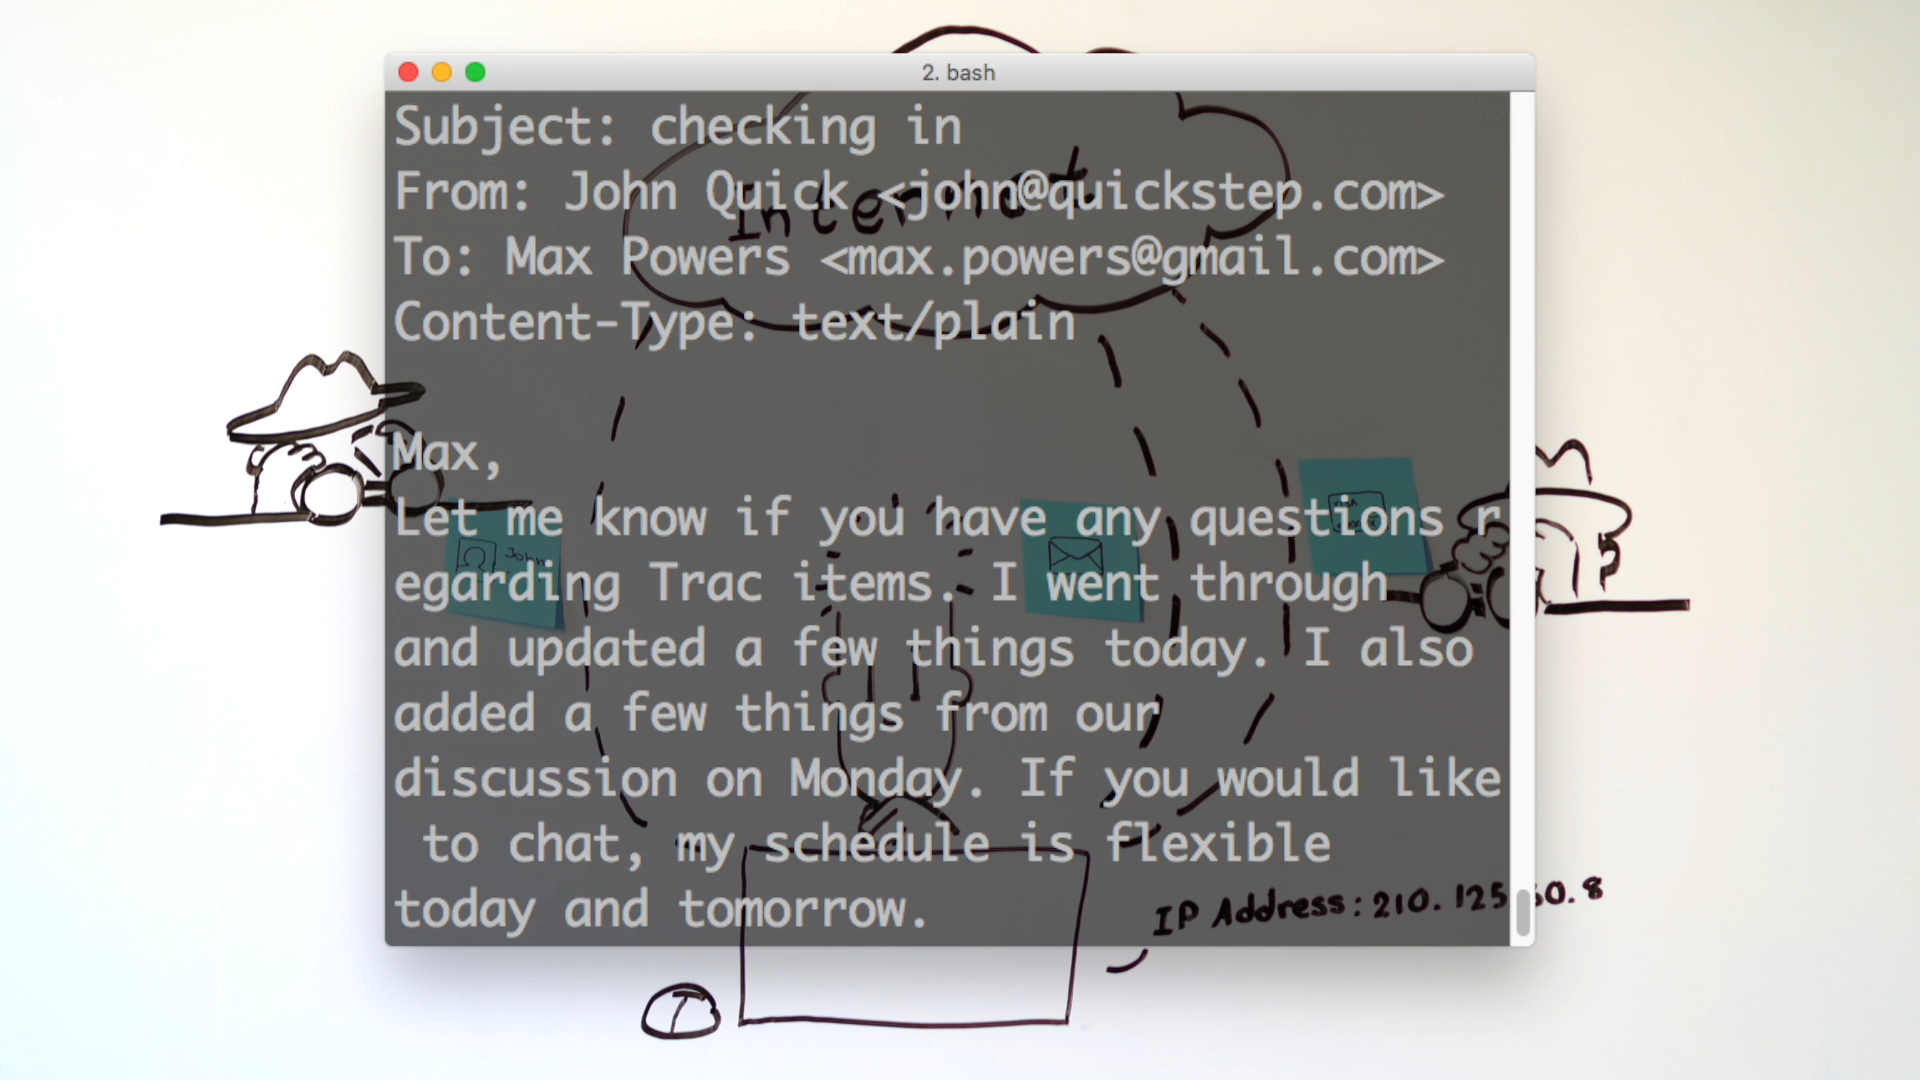 2. bash
Subject: checking in
From: John Quick <john@quickstep.com>
To: Max Powers <max.powers@gmail.com>
Content-Type: text/plain
Max,
Let me know if you have any questions r
egarding Trac items. I went through
and updated a few things today. I also
added a few things from our
discussion on Monday. If you would like
to chat, my schedule is flexible
today and tomorrow.
Internet
John
VISA
IP Address: 210.125.60.8
T